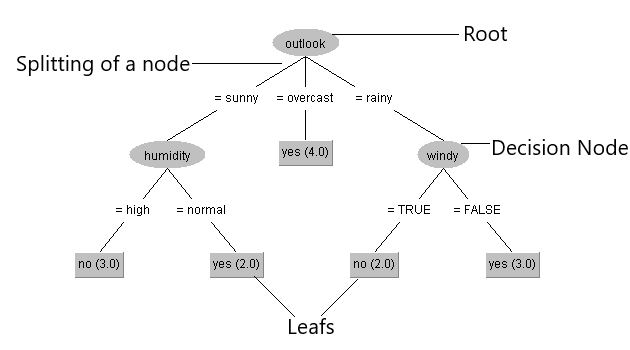 Root
outlook
Splitting of a node
= sunny
= overcast
= rainy
humidity
yes (4.0)
windy
Decision Node
= high
= normal
= TRUE
= FALSE
no (3.0)
yes (2.0)
no (2.0)
yes (3.0)
Leafs